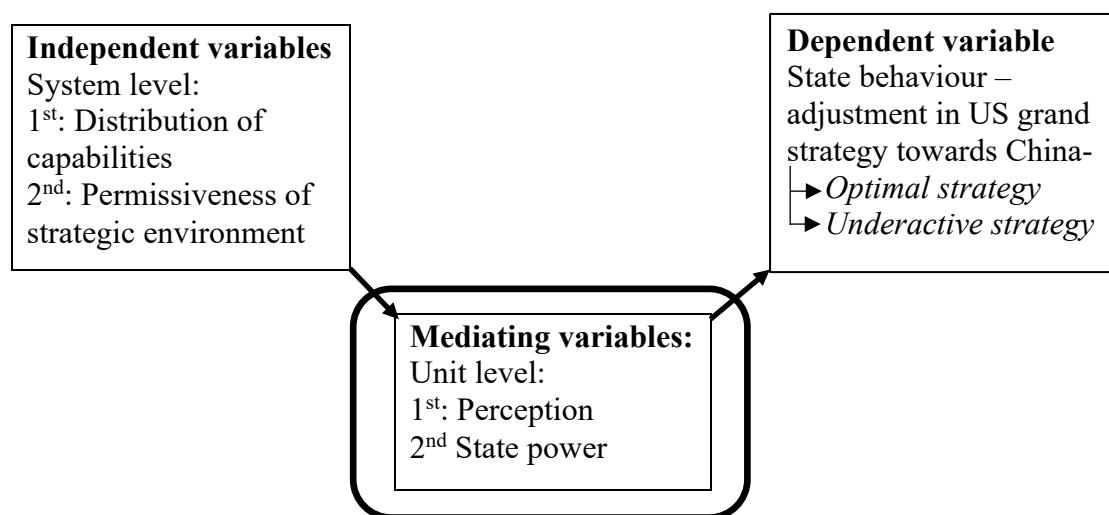 Independent variables
System level:
1st: Distribution of
capabilities
2nd: Permissiveness of
strategic environment
Dependent variable
State behaviour –
adjustment in US grand
strategy towards China-
Optimal strategy
Underactive strategy
Mediating variables:
Unit level:
1st: Perception
2nd State power